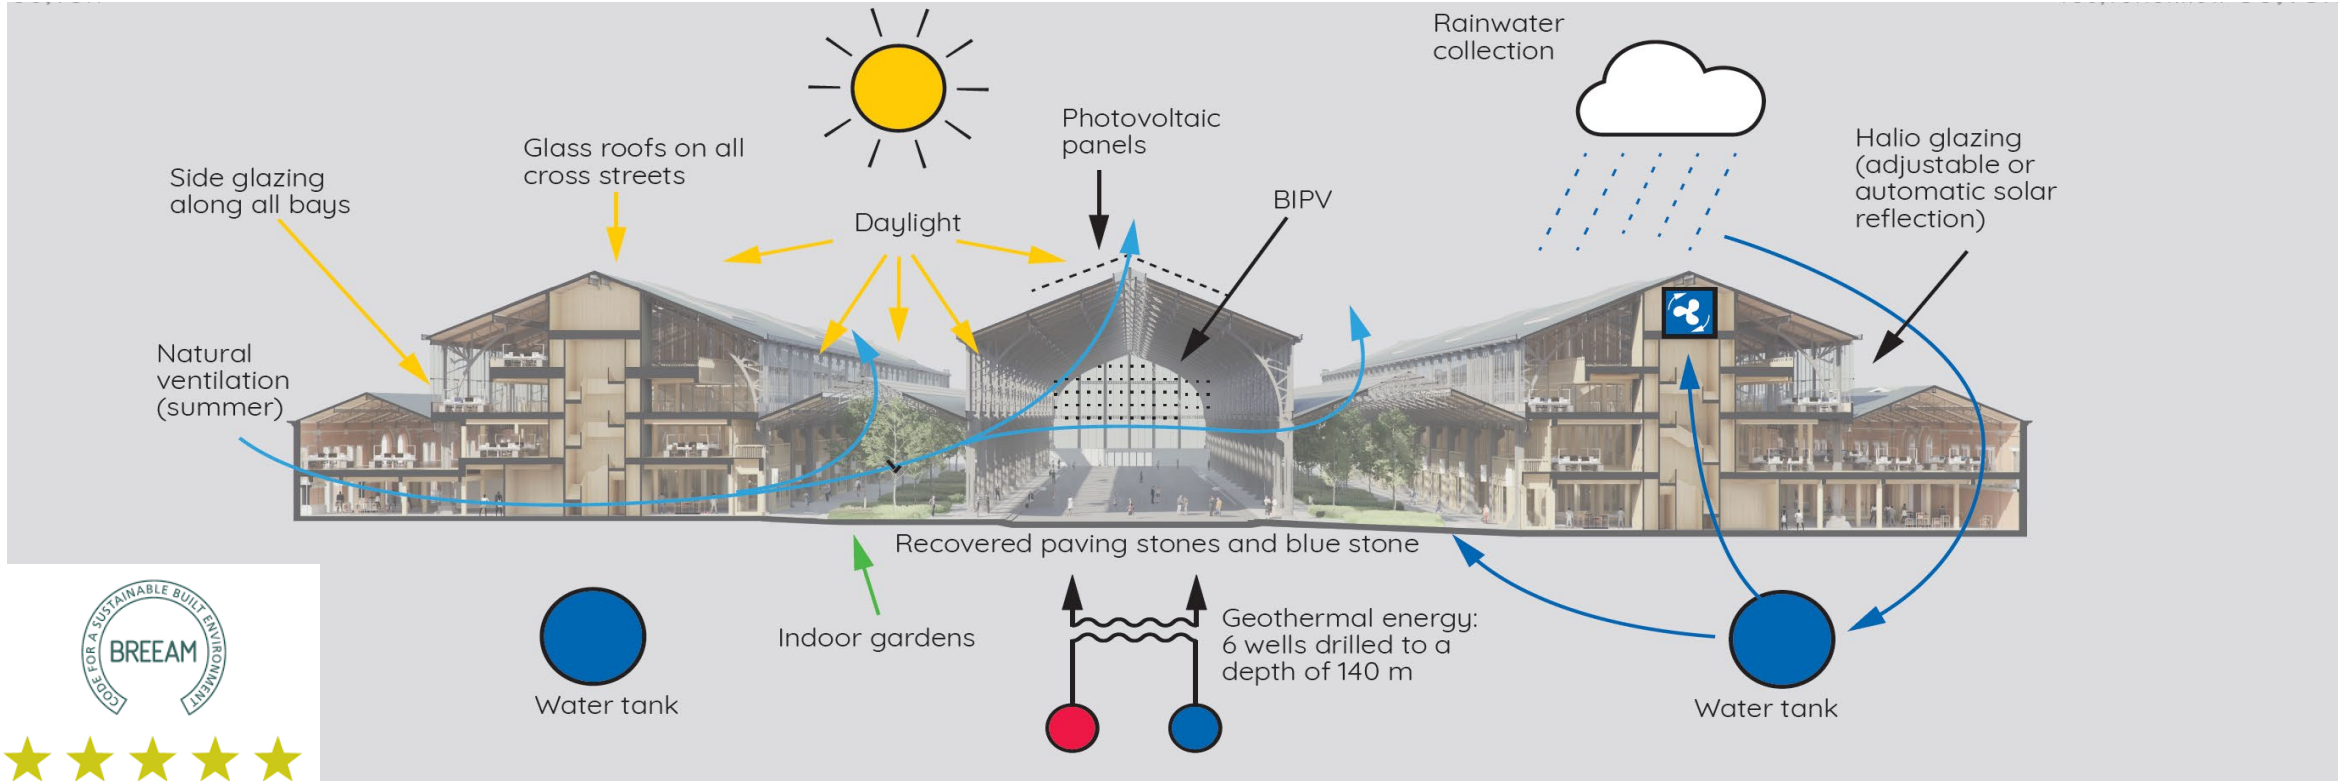 Rainwater
collection
Photovoltaic
panels
Halio glazing
(adjustable or
automatic solar
reflection)
Glass roofs on all
cross streets
Side glazing
along all bays
BIPV
Daylight
Natural
ventilation
(summer)
Recovered paving stones and blue stone
Indoor gardens
Geothermal energy:
6 wells drilled to a
depth of 140 m
Water tank
Water tank
CODE FOR A SUSTAINABLE BUILT ENVIRONMENT
BREEAM